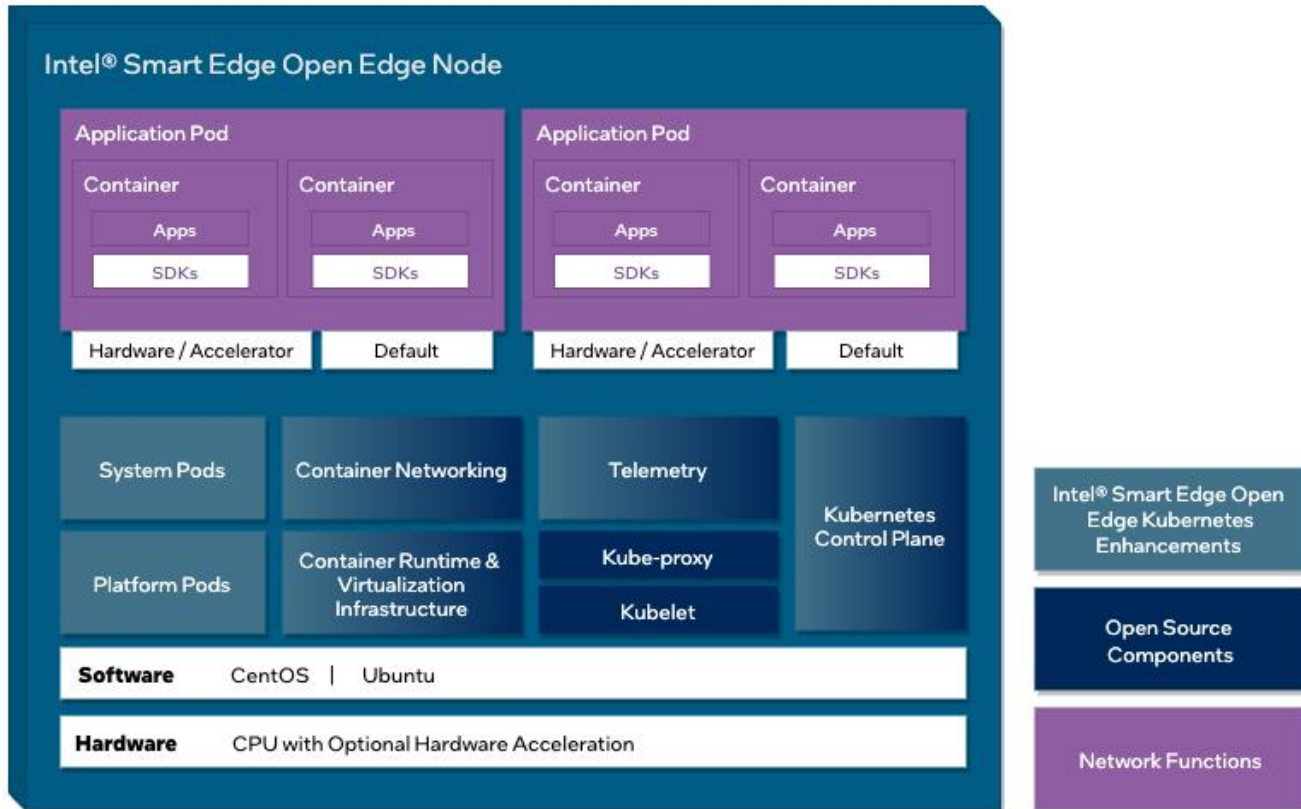 Intel® Smart Edge Open Edge Node
Application Pod
Container
Apps
SDKs
Container
Apps
SDKs
Hardware / Accelerator
Default
Application Pod
Container
Apps
SDKs
Container
Apps
SDKs
Hardware / Accelerator
Default
System Pods
Container Networking
Telemetry
Kubernetes
Control Plane
Platform Pods
Container Runtime &
Virtualization
Infrastructure
Kube-proxy
Kubelet
Software CentOS | Ubuntu
Hardware CPU with Optional Hardware Acceleration
Intel® Smart Edge Open
Edge Kubernetes
Enhancements
Open Source
Components
Network Functions